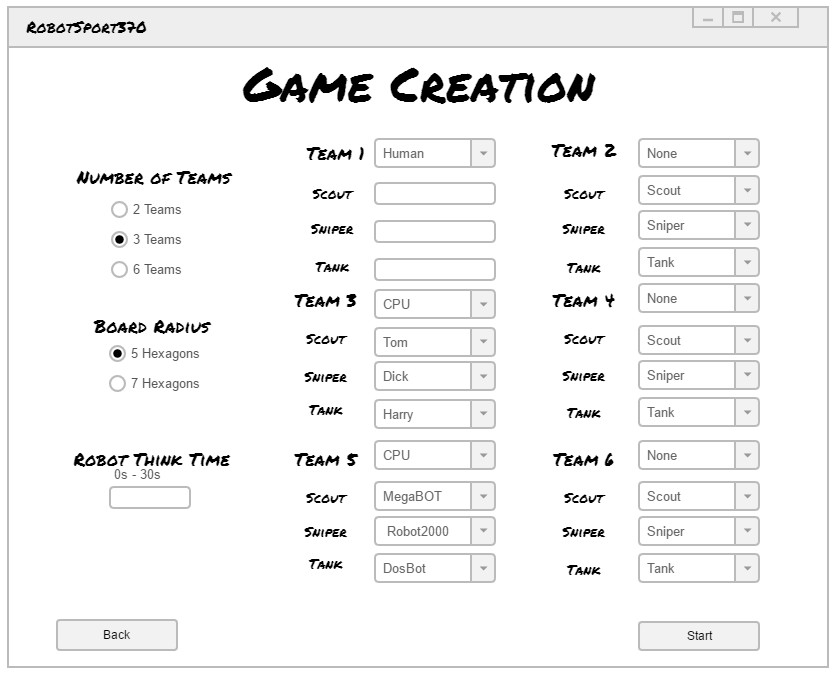 RobotSport370
Game Creation
Number of Teams
2 Teams
3 Teams
6 Teams
Board Radius
5 Hexagons
7 Hexagons
Robot Think Time
0s - 30s
Team 1 Human
Scout
Sniper
Tank
Team 2 None
Scout Scout
Sniper Sniper
Tank Tank
Team 3 CPU
Scout Tom
Sniper Dick
Tank Harry
Team 4 None
Scout Scout
Sniper Sniper
Tank Tank
Team 5 CPU
Scout MegaBOT
Sniper Robot2000
Tank DosBot
Team 6 None
Scout Scout
Sniper Sniper
Tank Tank
Back
Start